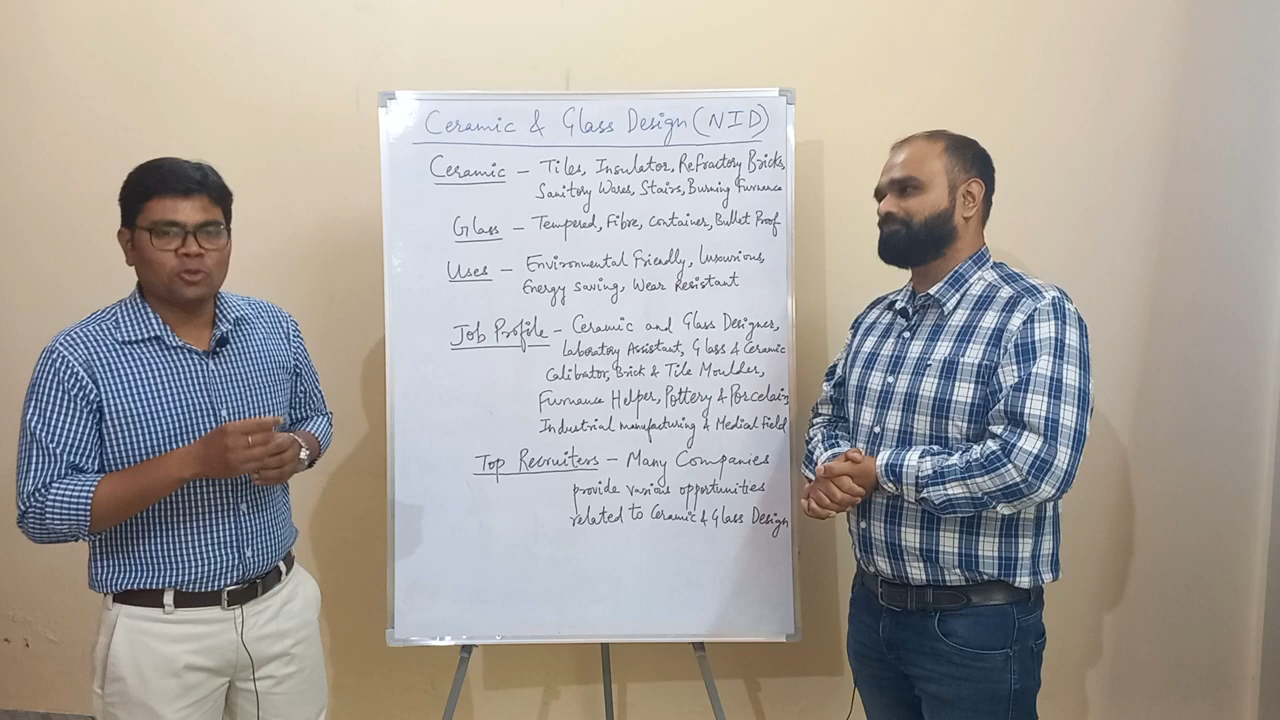 Ceramic & Glass Design (NID)
Ceramic – Tiles, Insulator, Refractory Bricks,
Sanitory Wares, Stairs, Burning Furnance
Glass – Tempered, Fibre, Container, Bullet Proof
Uses – Environmental Friendly, Luxurious,
Energy Saving, Wear Resistant
Job Profile – Ceramic and Glass Designer,
Laboratory Assistant, Glass & Ceramic
Calibrator, Brick & Tile Moulder,
Furnance Helper, Pottery & Porcelain,
Industrial manufacturing & Medical Field
Top Recruiters – Many Companies
provide various opportunities
related to Ceramic & Glass Design